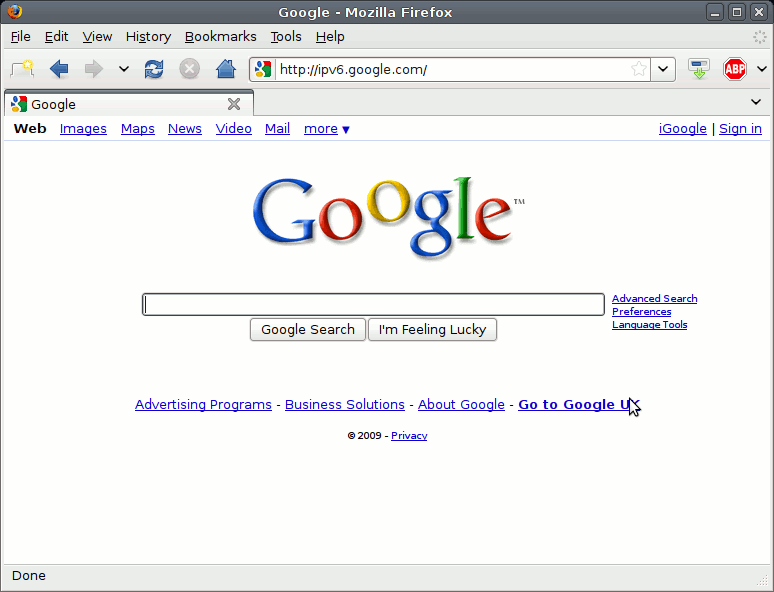 Google - Mozilla Firefox
File Edit View History Bookmarks Tools Help
http://ipv6.google.com/
ABP
Google
Web Images Maps News Video Mail more ▼ iGoogle | Sign in
Google™
Advanced Search
Preferences
Language Tools
Google Search I'm Feeling Lucky
Advertising Programs - Business Solutions - About Google - Go to Google
© 2009 - Privacy
Done